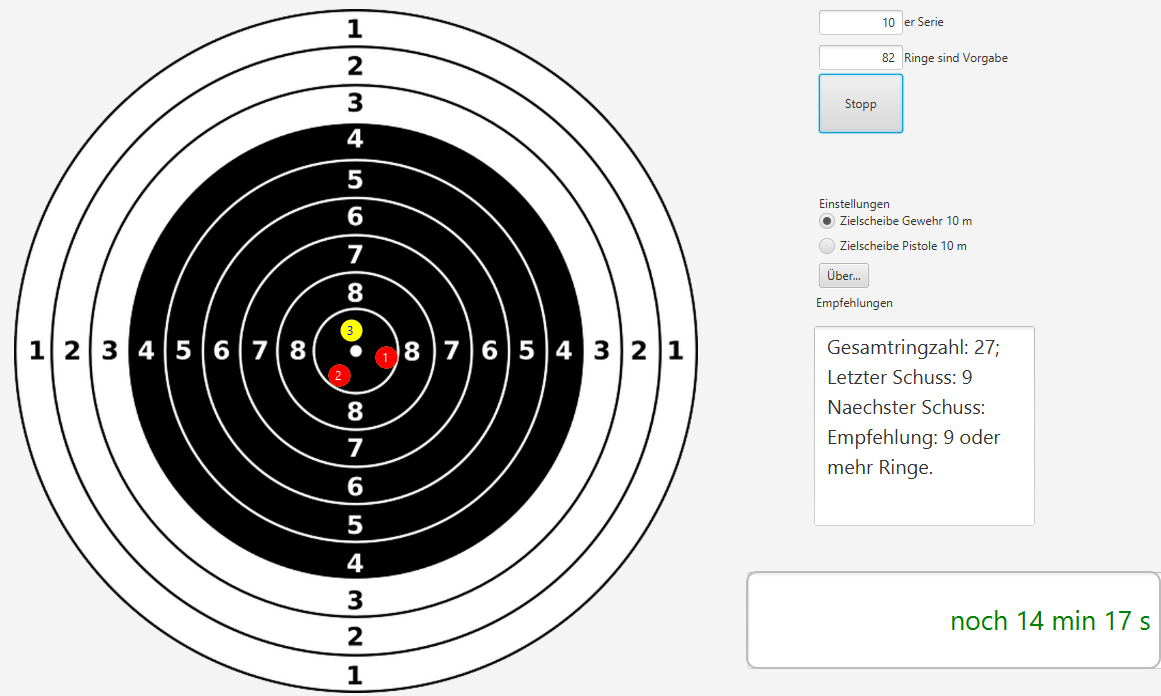 1
2
3
4
5
6
7
8
3
1 2 3 4 5 6 7 8 1 8 7 6 5 4 3 2 1
2
8
7
6
5
4
3
2
1
10 er Serie
82 Ringe sind Vorgabe
Stopp
Einstellungen
Zielscheibe Gewehr 10 m
Zielscheibe Pistole 10 m
Über...
Empfehlungen
Gesamtringzahl: 27;
Letzter Schuss: 9
Naechster Schuss:
Empfehlung: 9 oder
mehr Ringe.
noch 14 min 17 s